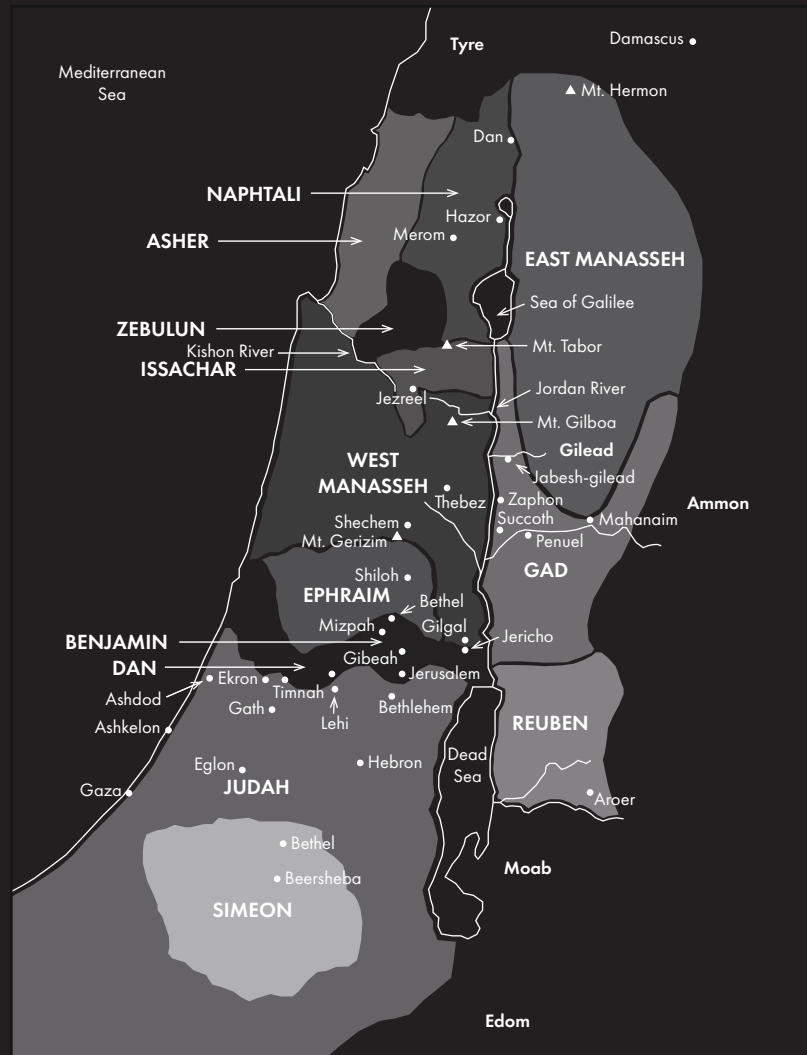 Tyre
Damascus
Mediterranean
Sea
Mt. Hermon
Dan
NAPHTALI
Hazor
Merom
ASHER
EAST MANASSEH
Sea of Galilee
ZEBULUN
Kishon River
Mt. Tabor
ISSACHAR
Jordan River
Jezreel
Mt. Gilboa
Gilead
WEST
MANASSEH
Jabesh-gilead
Thebez
Zaphon
Ammon
Succoth
Shechem
Mahanaim
Mt. Gerizim
Penuel
GAD
Shiloh
EPHRAIM
Bethel
Mizpah
Gilgal
BENJAMIN
Jericho
Gibeah
DAN
Jerusalem
Ekron
Timnah
Ashdod
Gath
Lehi
Bethlehem
Ashkelon
REUBEN
Dead
Sea
Hebron
Eglon
JUDAH
Gaza
Aroer
Bethel
Moab
Beersheba
SIMEON
Edom